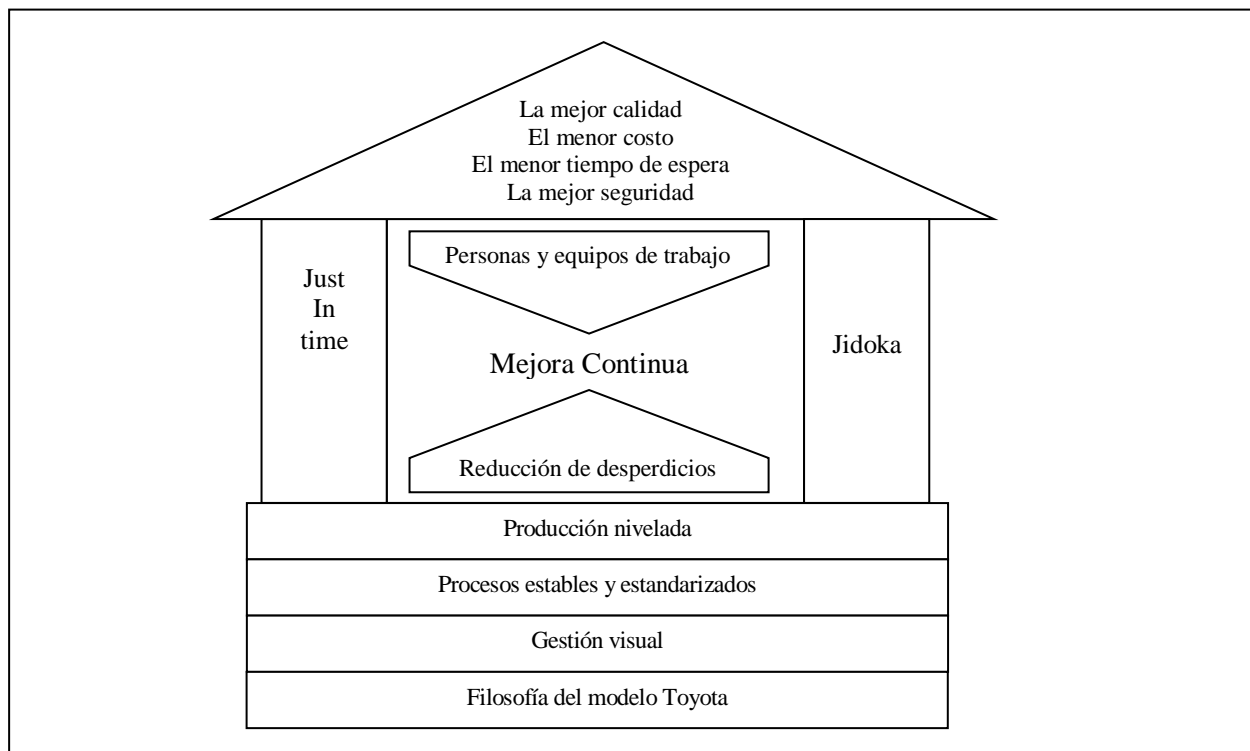 La mejor calidad
El menor costo
El menor tiempo de espera
La mejor seguridad
Just
In
time
Personas y equipos de trabajo
Mejora Continua
Reducción de desperdicios
Jidoka
Producción nivelada
Procesos estables y estandarizados
Gestión visual
Filosofía del modelo Toyota